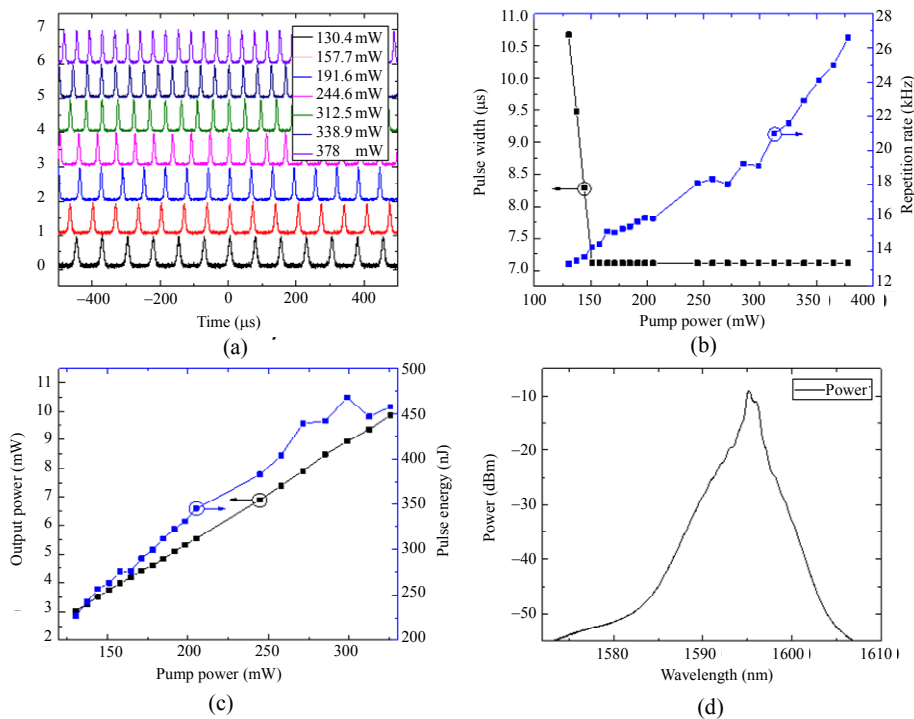 7
6
5
4
3
2
1
0
130.4 mW
157.7 mW
191.6 mW
244.6 mW
312.5 mW
338.9 mW
378 mW
−400 −200 0 200 400
Time (µs)
(a)
Pulse width (µs)
11.0
10.5
10.0
9.5
9.0
8.5
8.0
7.5
7.0
28
26
24
22
20
18
16
14
12
Repetition rate (kHz)
100 150 200 250 300 350 400
Pump power (mW)
(b)
Output power (mW)
11
10
9
8
7
6
5
4
3
2
500
450
400
350
300
250
200
Pulse energy (nJ)
150 200 250 300
Pump power (mW)
(c)
Power (dBm)
−10
−20
−30
−40
−50
Power
1580 1590 1600 1610
Wavelength (nm)
(d)